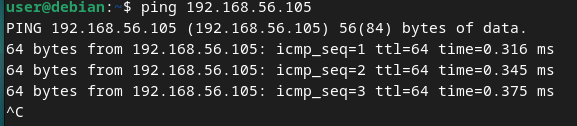 user@debian:~$ ping 192.168.56.105
PING 192.168.56.105 (192.168.56.105) 56(84) bytes of data.
64 bytes from 192.168.56.105: icmp_seq=1 ttl=64 time=0.316 ms
64 bytes from 192.168.56.105: icmp_seq=2 ttl=64 time=0.345 ms
64 bytes from 192.168.56.105: icmp_seq=3 ttl=64 time=0.375 ms
^C